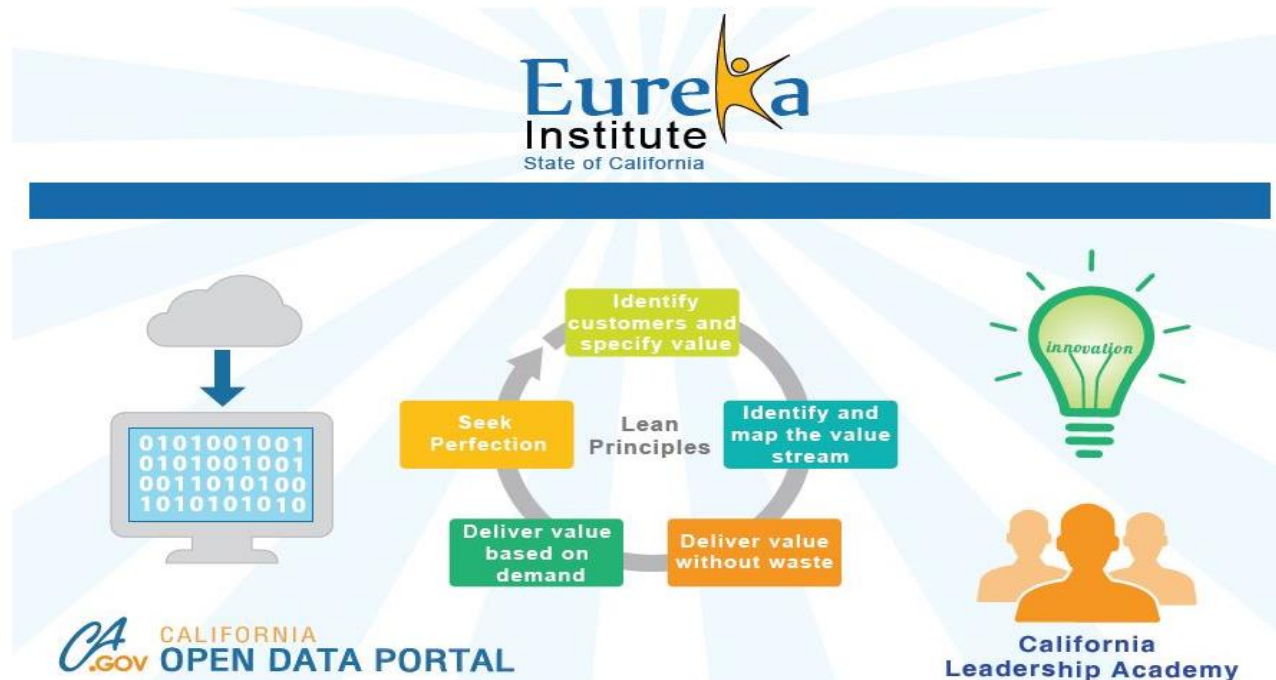 Eureka
Institute
State of California
Identify
customers and
specify value
innovation
0101001001
0101001001
0011010100
1010101010
Seek
Perfection
Lean
Principles
Identify and
map the value
stream
Deliver value
based on
demand
Deliver value
without waste
CA
.GOV
CALIFORNIA
OPEN DATA PORTAL
California
Leadership Academy